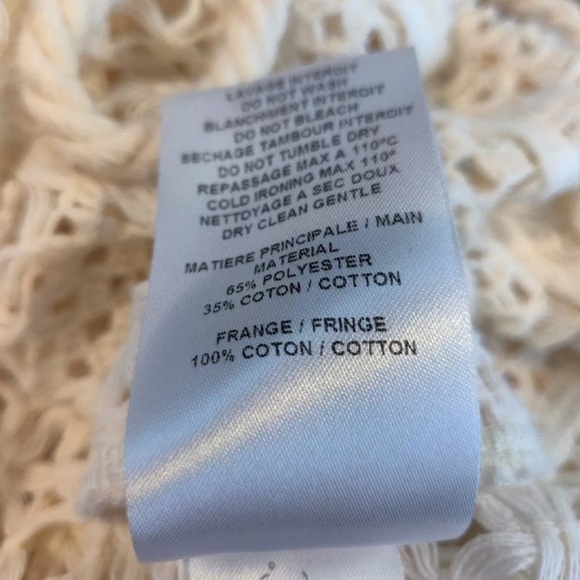 LAVAGE INTERDIT
DO NOT WASH
BLANCHIMENT INTERDIT
DO NOT BLEACH
SECHAGE TAMBOUR INTERDIT
DO NOT TUMBLE DRY
REPASSAGE MAX A 110°C
COLD IRONING MAX 110°
NETTOYAGE A SEC DOUX
DRY CLEAN GENTLE
MATIERE PRINCIPALE / MAIN
MATERIAL
65% POLYESTER
35% COTON / COTTON
FRANGE / FRINGE
100% COTON / COTTON